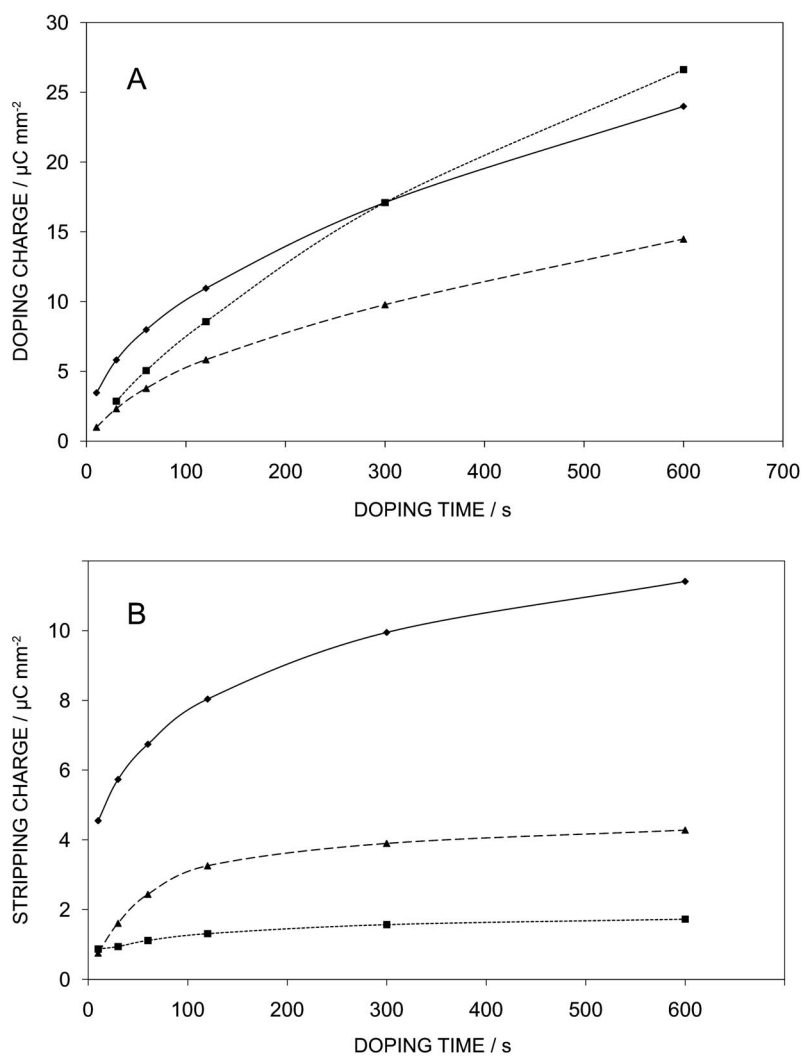 30
25
20
15
10
5
0
A
DOPING CHARGE / µC mm-2
0 100 200 300 400 500 600 700
DOPING TIME / s
10
8
6
4
2
0
B
STRIPPING CHARGE / µC mm-2
0 100 200 300 400 500 600
DOPING TIME / s